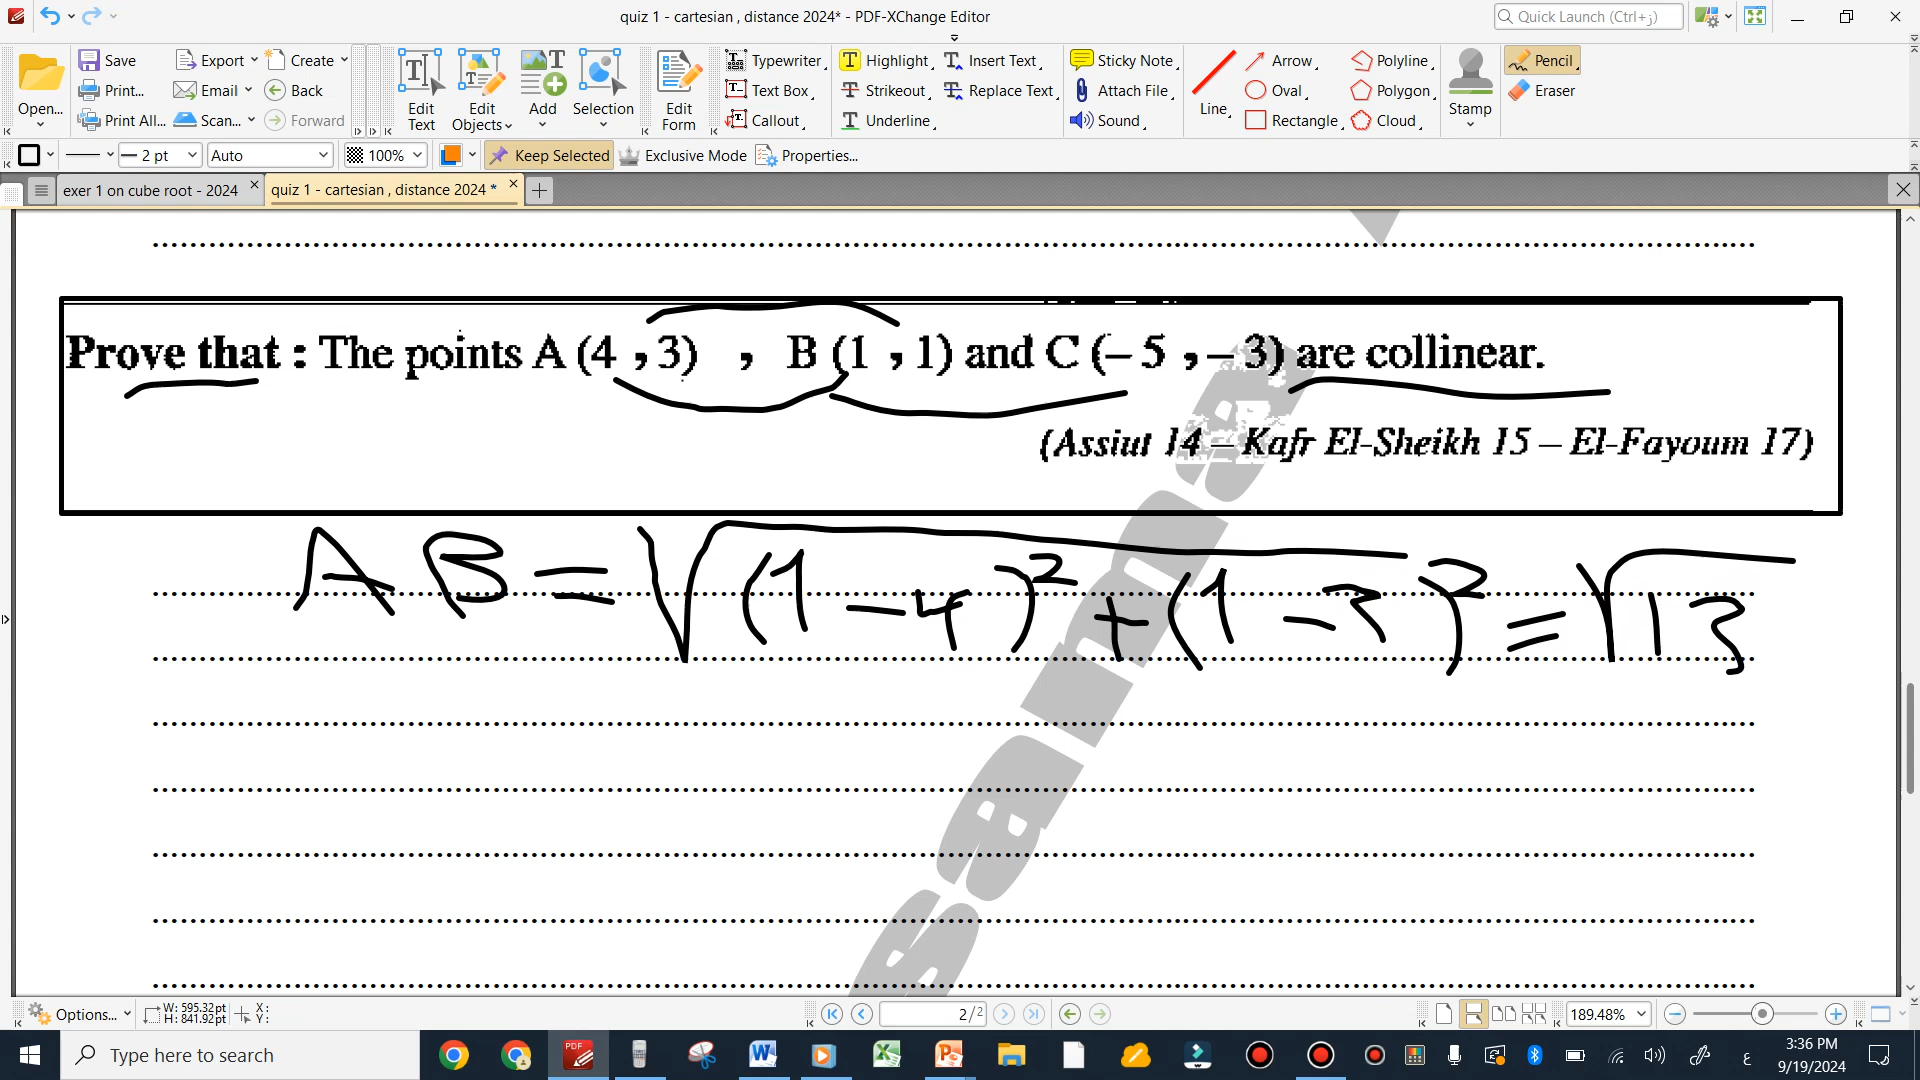 quiz 1 - cartesian , distance 2024* - PDF-XChange Editor
Quick Launch (Ctrl+ز)
Open...
Save
Print...
Print All...
Export
Email
Scan...
Create
Back
Forward
Edit Text
Edit Objects
Add
Selection
Edit Form
Typewriter
Text Box
Callout
Highlight
Strikeout
Underline
Insert Text
Replace Text
Sticky Note
Attach File
Sound
Line
Arrow
Oval
Rectangle
Polyline
Polygon
Cloud
Stamp
Pencil
Eraser
2 pt
Auto
100%
Keep Selected
Exclusive Mode
Properties...
exer 1 on cube root - 2024
quiz 1 - cartesian , distance 2024 *
Prove that : The points A (4 , 3) , B (1 , 1) and C (– 5 , – 3) are collinear.
(Assiut 14 – Kafr El-Sheikh 15 – El-Fayoum 17)
AB = √(1 - 4)² + (1 - 3)² = √13
Options...
W: 595.32pt
H: 841.92pt
X:
Y:
2 / 2
189.48%
Type here to search
ع
3:36 PM
9/19/2024